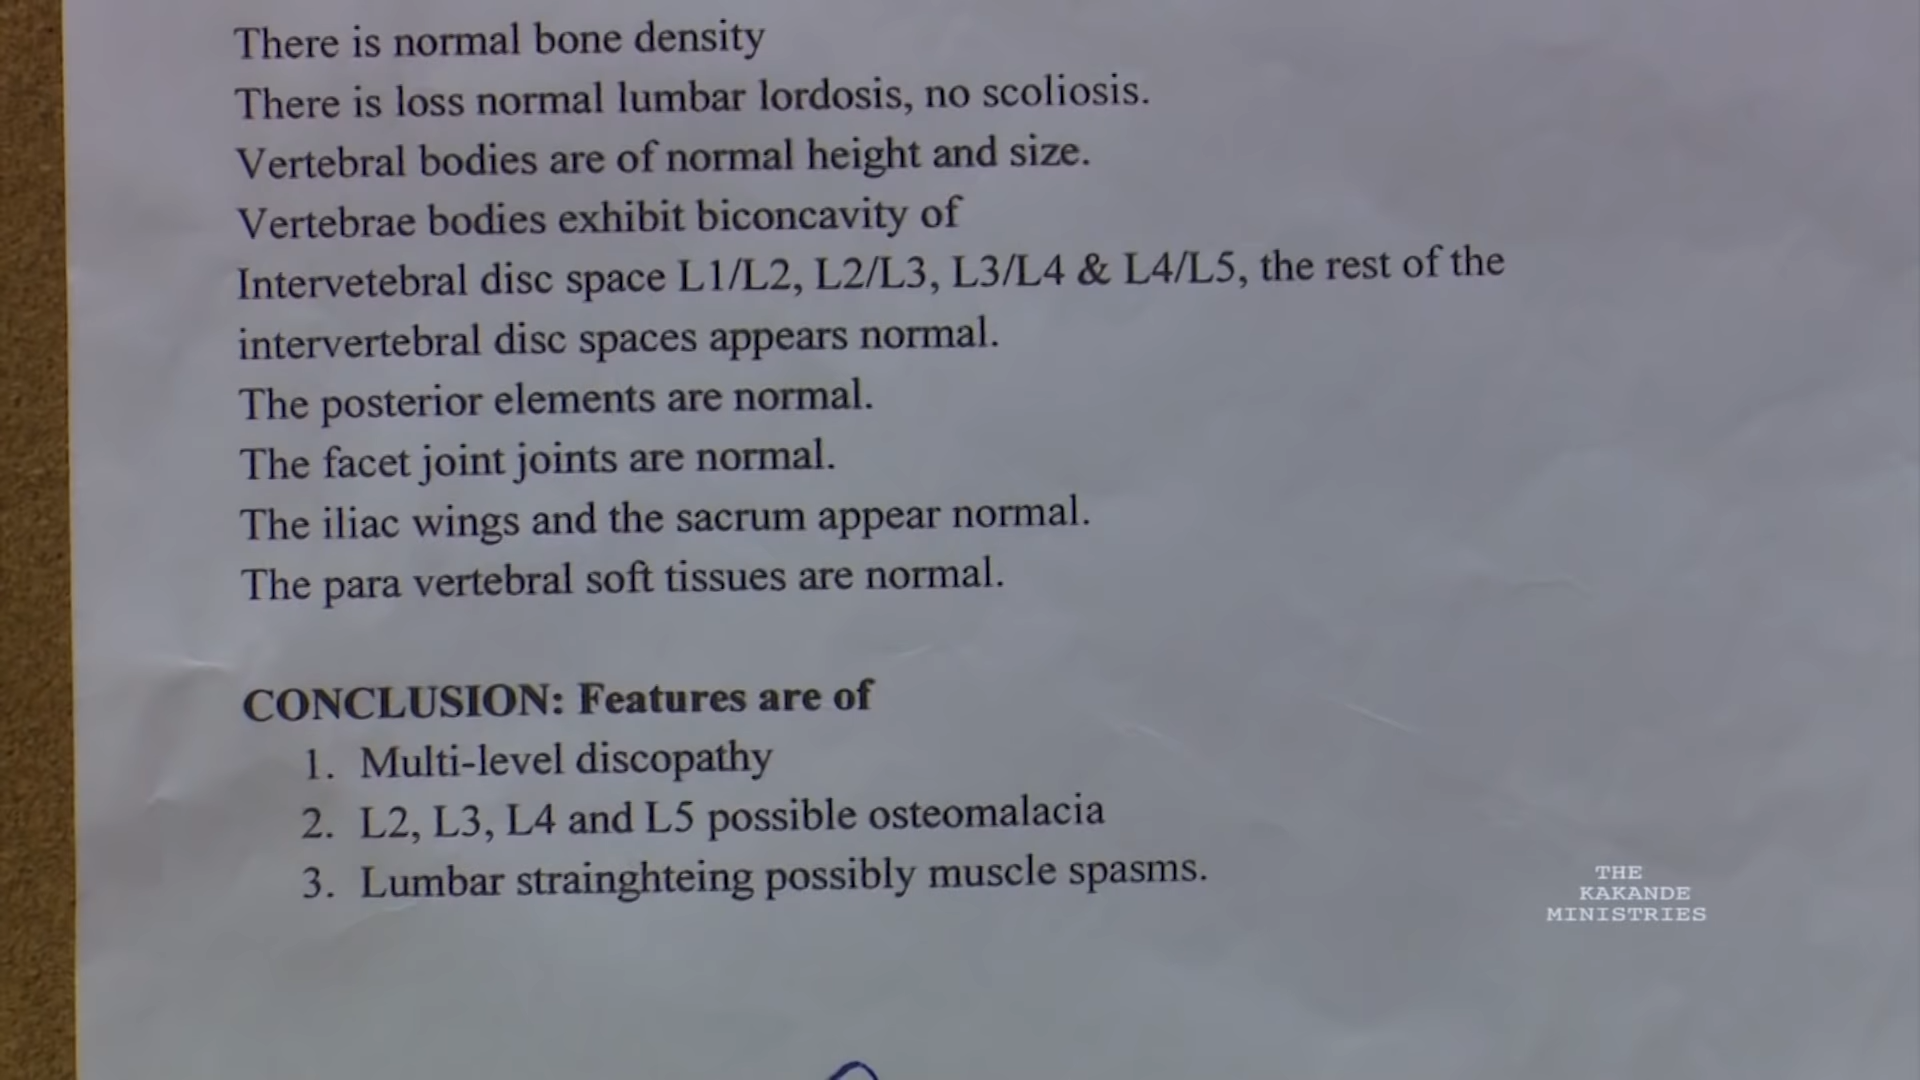 There is normal bone density
There is loss normal lumbar lordosis, no scoliosis.
Vertebral bodies are of normal height and size.
Vertebrae bodies exhibit biconcavity of
Intervetebral disc space L1/L2, L2/L3, L3/L4 & L4/L5, the rest of the
intervertebral disc spaces appears normal.
The posterior elements are normal.
The facet joint joints are normal.
The iliac wings and the sacrum appear normal.
The para vertebral soft tissues are normal.
CONCLUSION: Features are of
1. Multi-level discopathy
2. L2, L3, L4 and L5 possible osteomalacia
3. Lumbar strainghteing possibly muscle spasms.
THE
KAKANDE
MINISTRIES